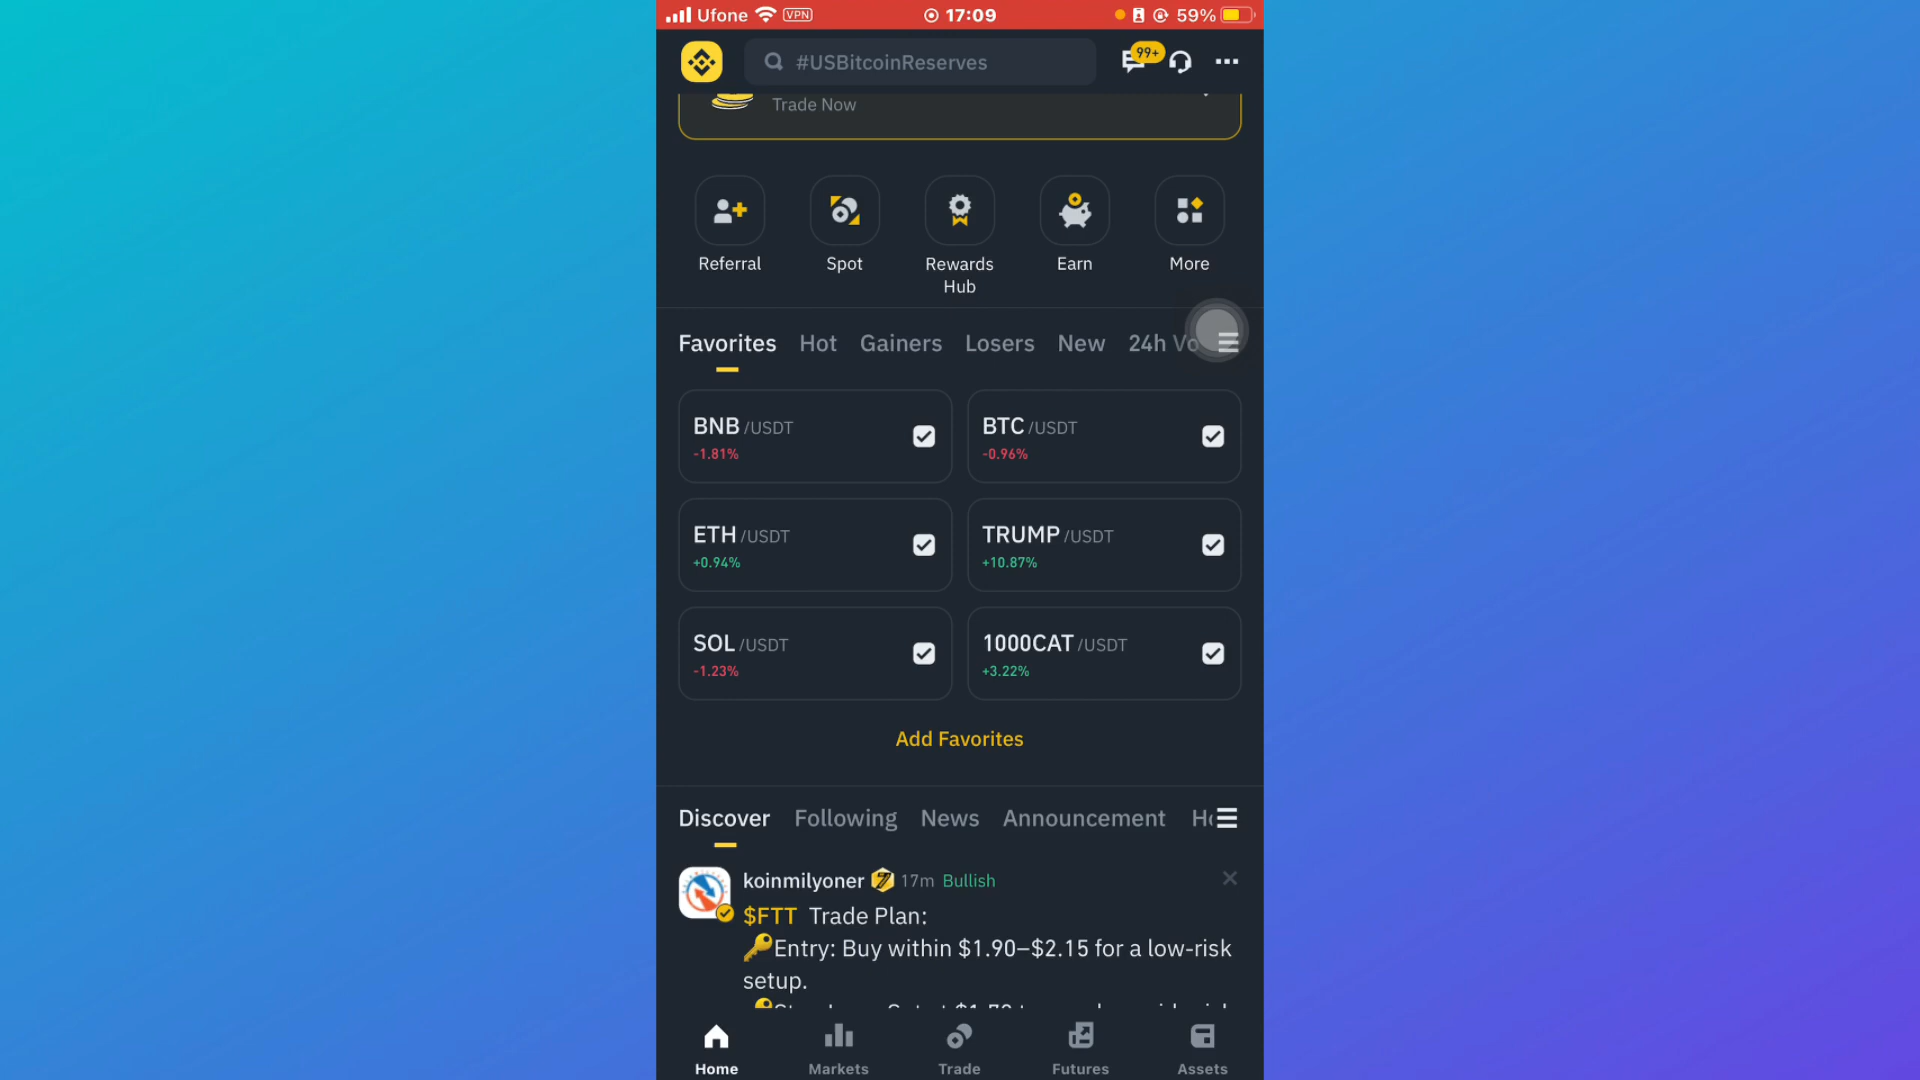 Ufone VPN 17:09 59%
#USBitcoinReserves 99+
Trade Now
Referral Spot Rewards Hub Earn More
Favorites Hot Gainers Losers New 24h Vo
BNB /USDT
-1.81%
BTC /USDT
-0.96%
ETH /USDT
+0.94%
TRUMP /USDT
+10.87%
SOL /USDT
-1.23%
1000CAT /USDT
+3.22%
Add Favorites
Discover Following News Announcement
koinmilyoner 17m Bullish
$FTT Trade Plan:
🔑Entry: Buy within $1.90–$2.15 for a low-risk
setup.
Home Markets Trade Futures Assets